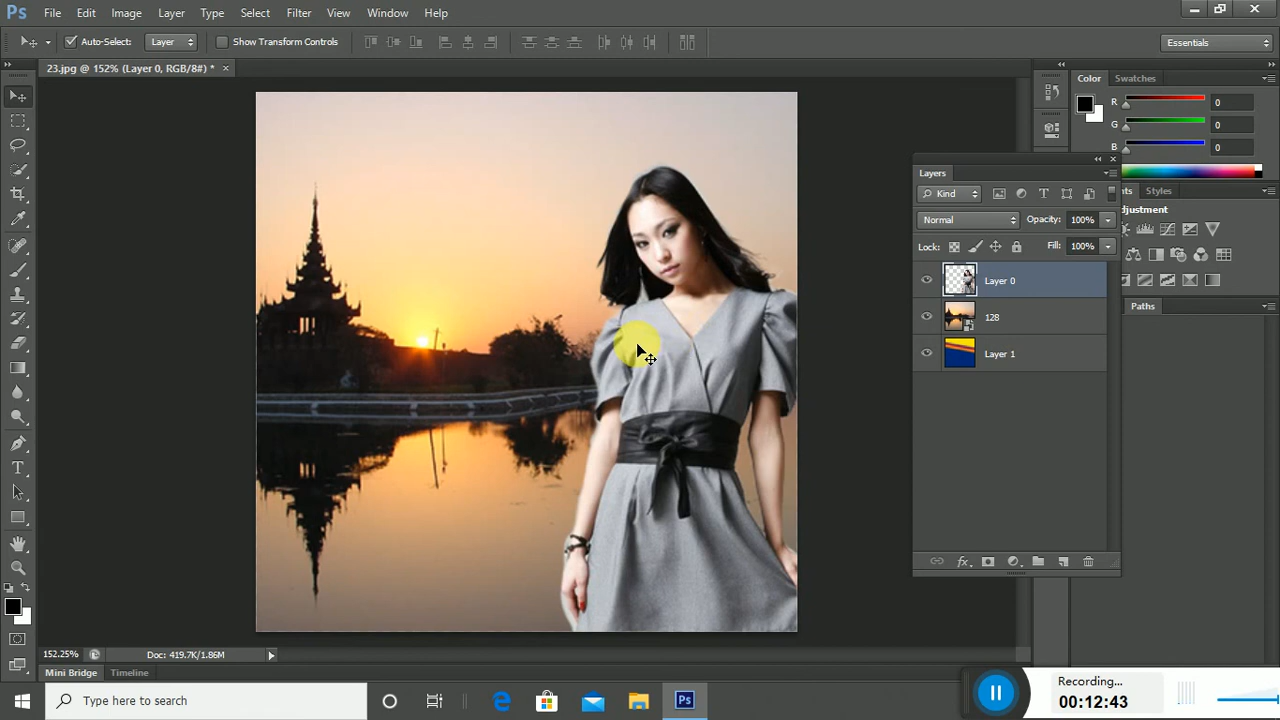 Ps File Edit Image Layer Type Select Filter View Window Help
Auto-Select: Layer Show Transform Controls Essentials
23.jpg @ 152% (Layer 0, RGB/8#) * ×
Color Swatches
R 0
G 0
B 0
Layers
Kind
Styles
Normal Opacity: 100%
Lock: Fill: 100%
Layer 0
128
Layer 1
Paths
152.25% Doc: 419.7K/1.86M
Mini Bridge Timeline
Type here to search
Ps
Recording...
00:12:43